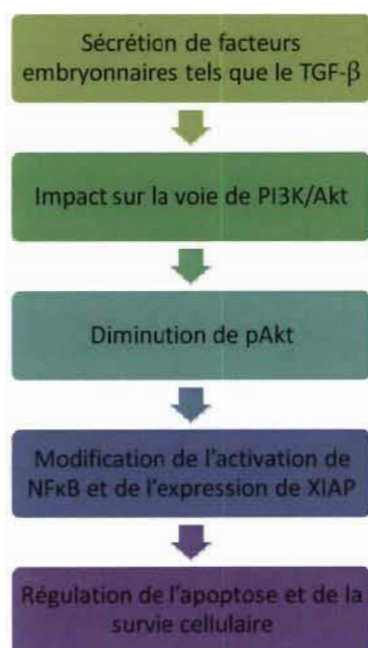 Sécrétion de facteurs
embryonnaires tels que le TGF-β
Impact sur la voie de PI3K/Akt
Diminution de pAkt
Modification de l'activation de
NFκB et de l'expression de XIAP
Régulation de l'apoptose et de la
survie cellulaire